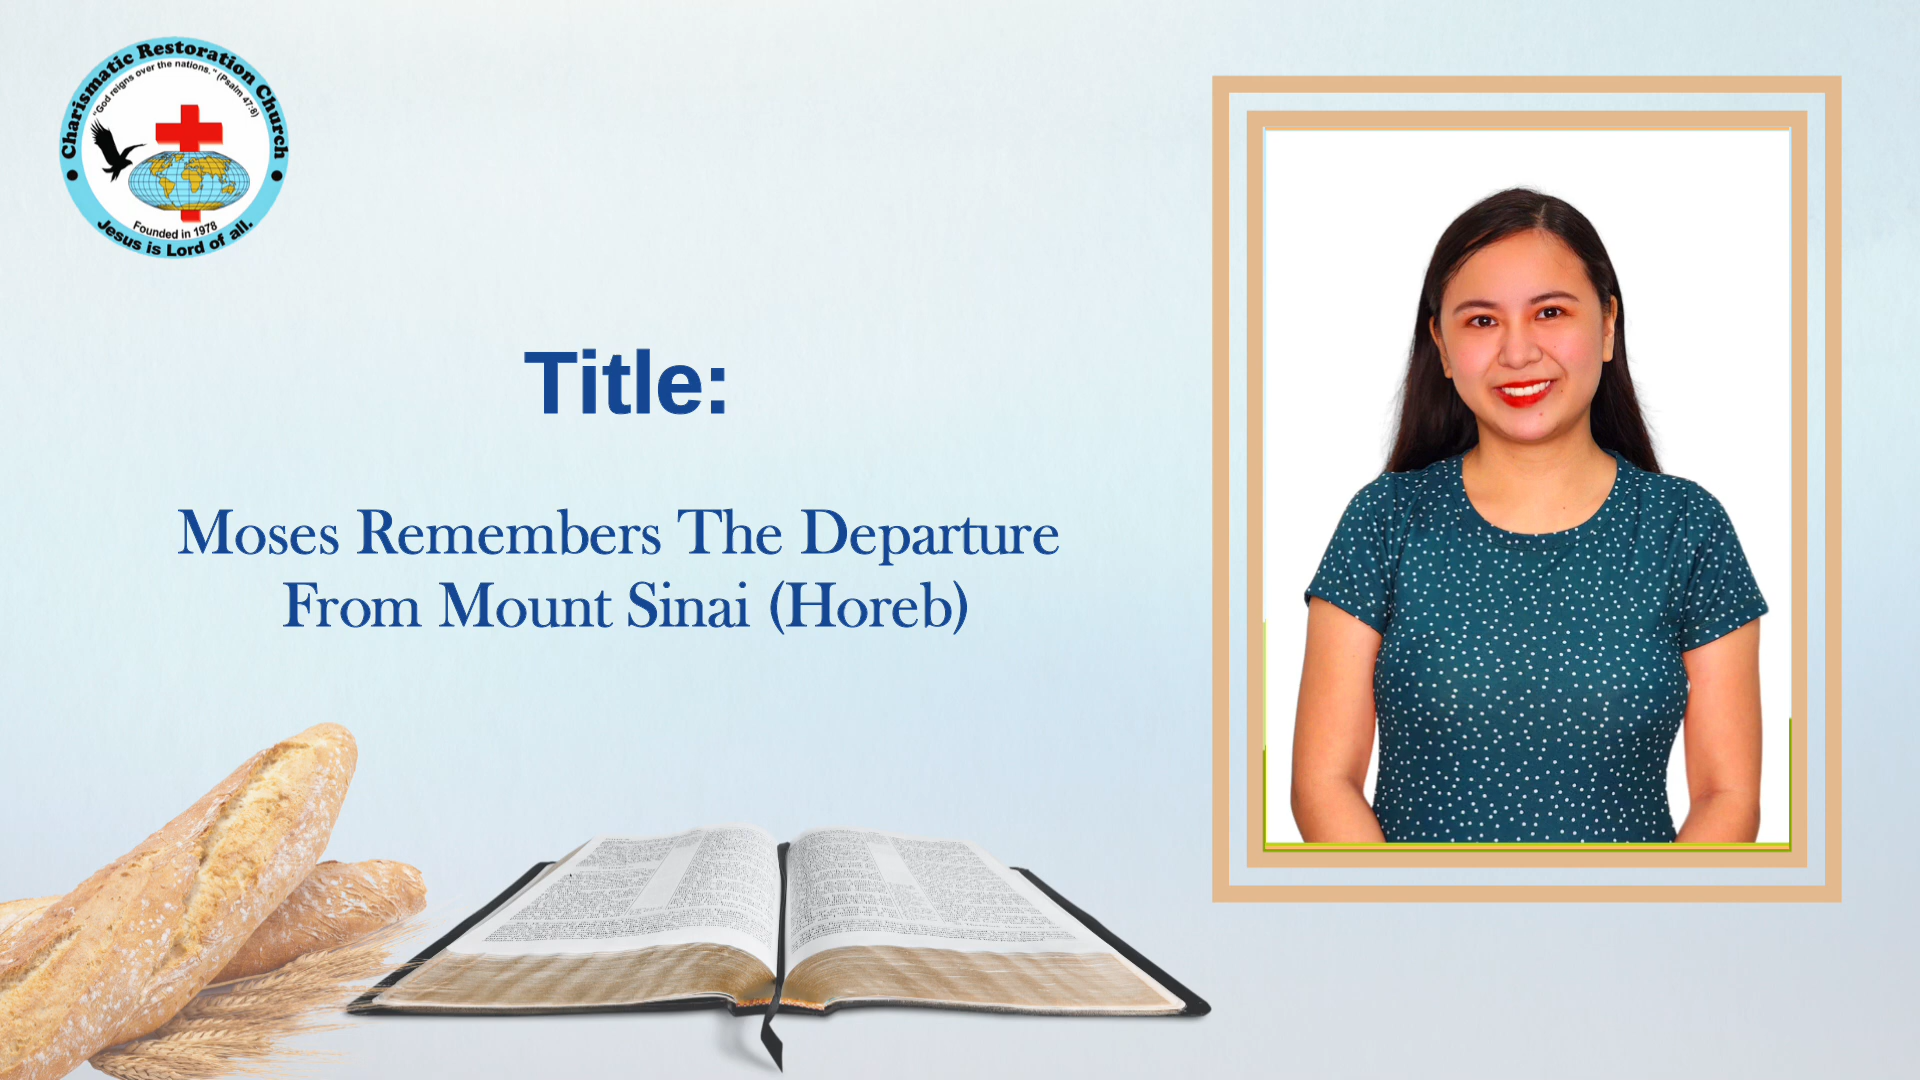 Charismatic Restoration Church
"God reigns over the nations." (Psalm 47:8)
Founded in 1978
Jesus is Lord of all.
Title:
Moses Remembers The Departure
From Mount Sinai (Horeb)